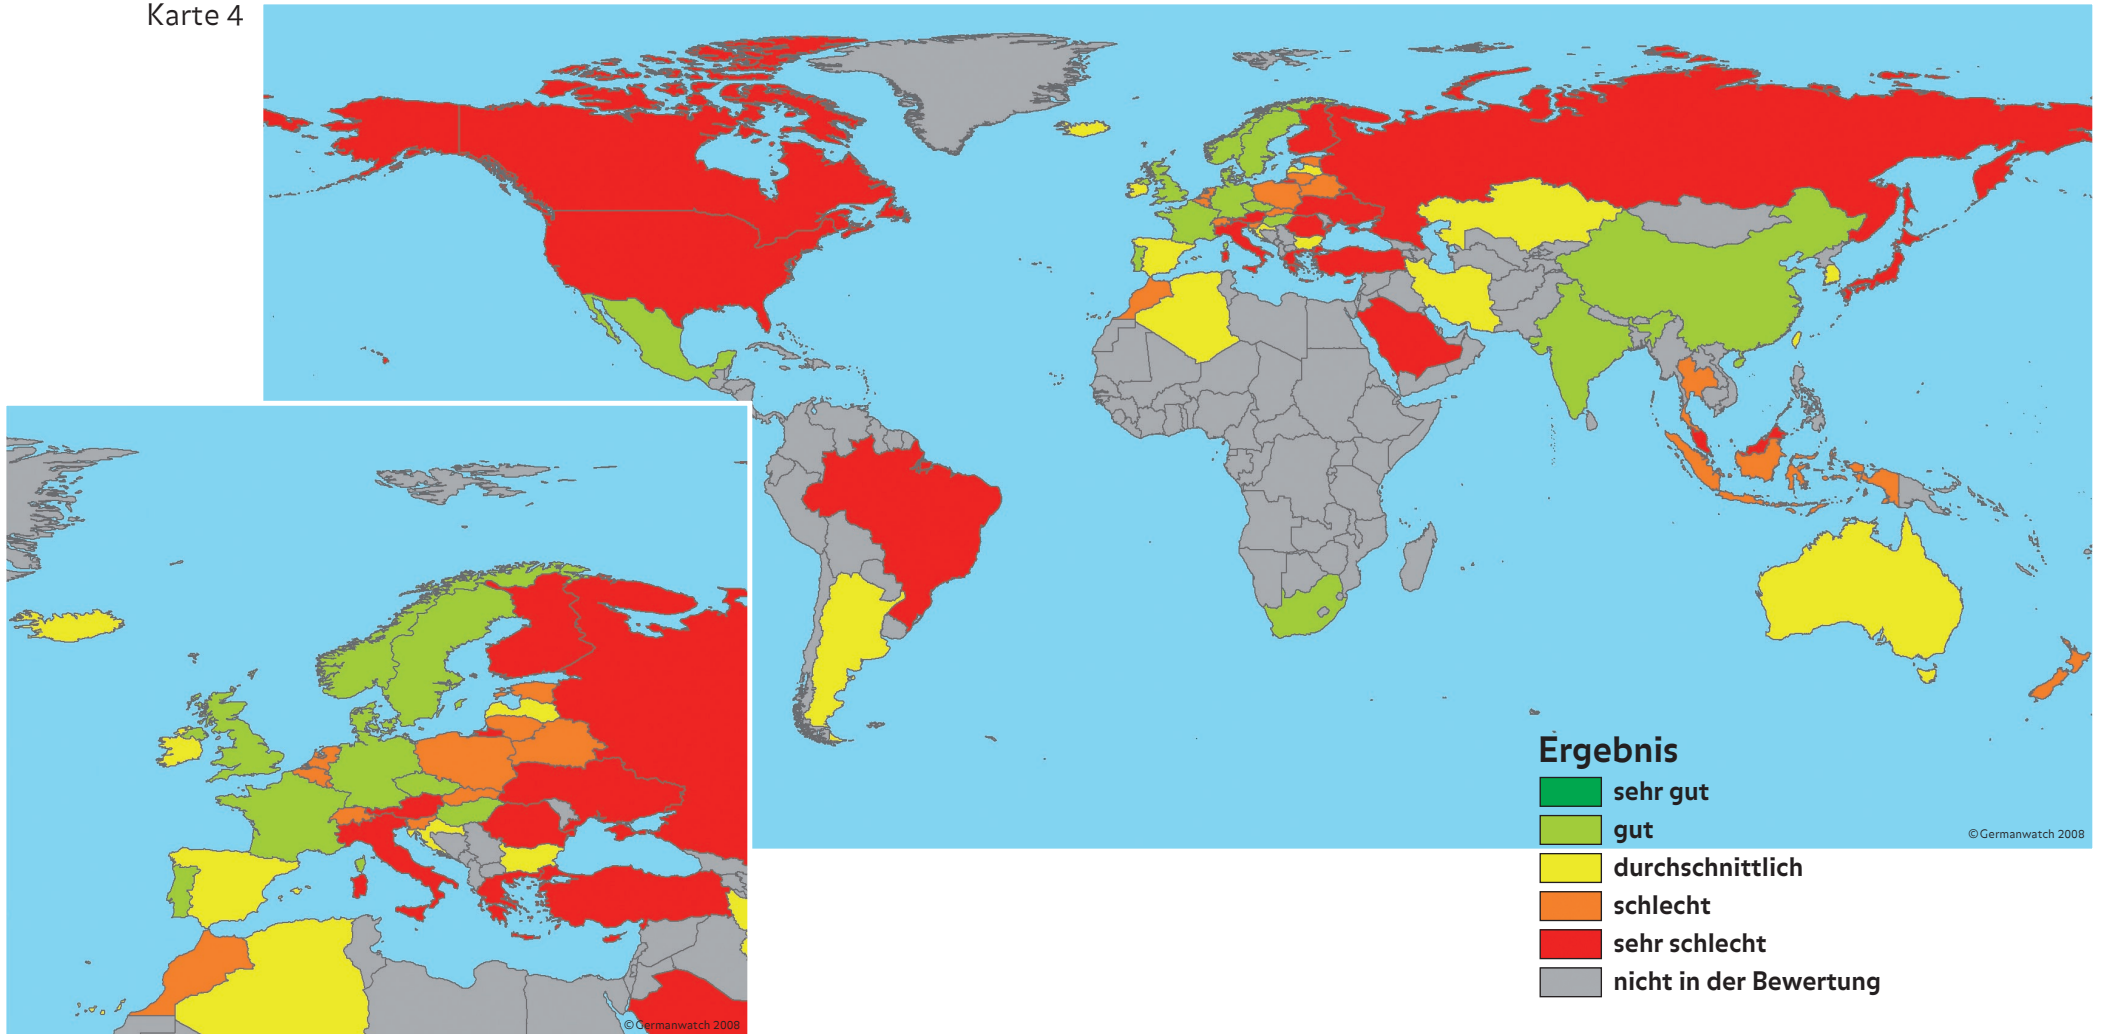 Karte 4
Ergebnis
sehr gut
gut
durchschnittlich
schlecht
sehr schlecht
nicht in der Bewertung
©Germanwatch 2008
©Germanwatch 2008